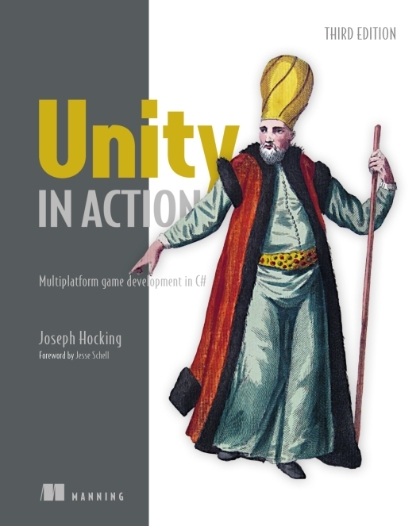 THIRD EDITION
Unity
IN ACTION
Multiplatform game development in C#
Joseph Hocking
Foreword by Jesse Schell
MANNING